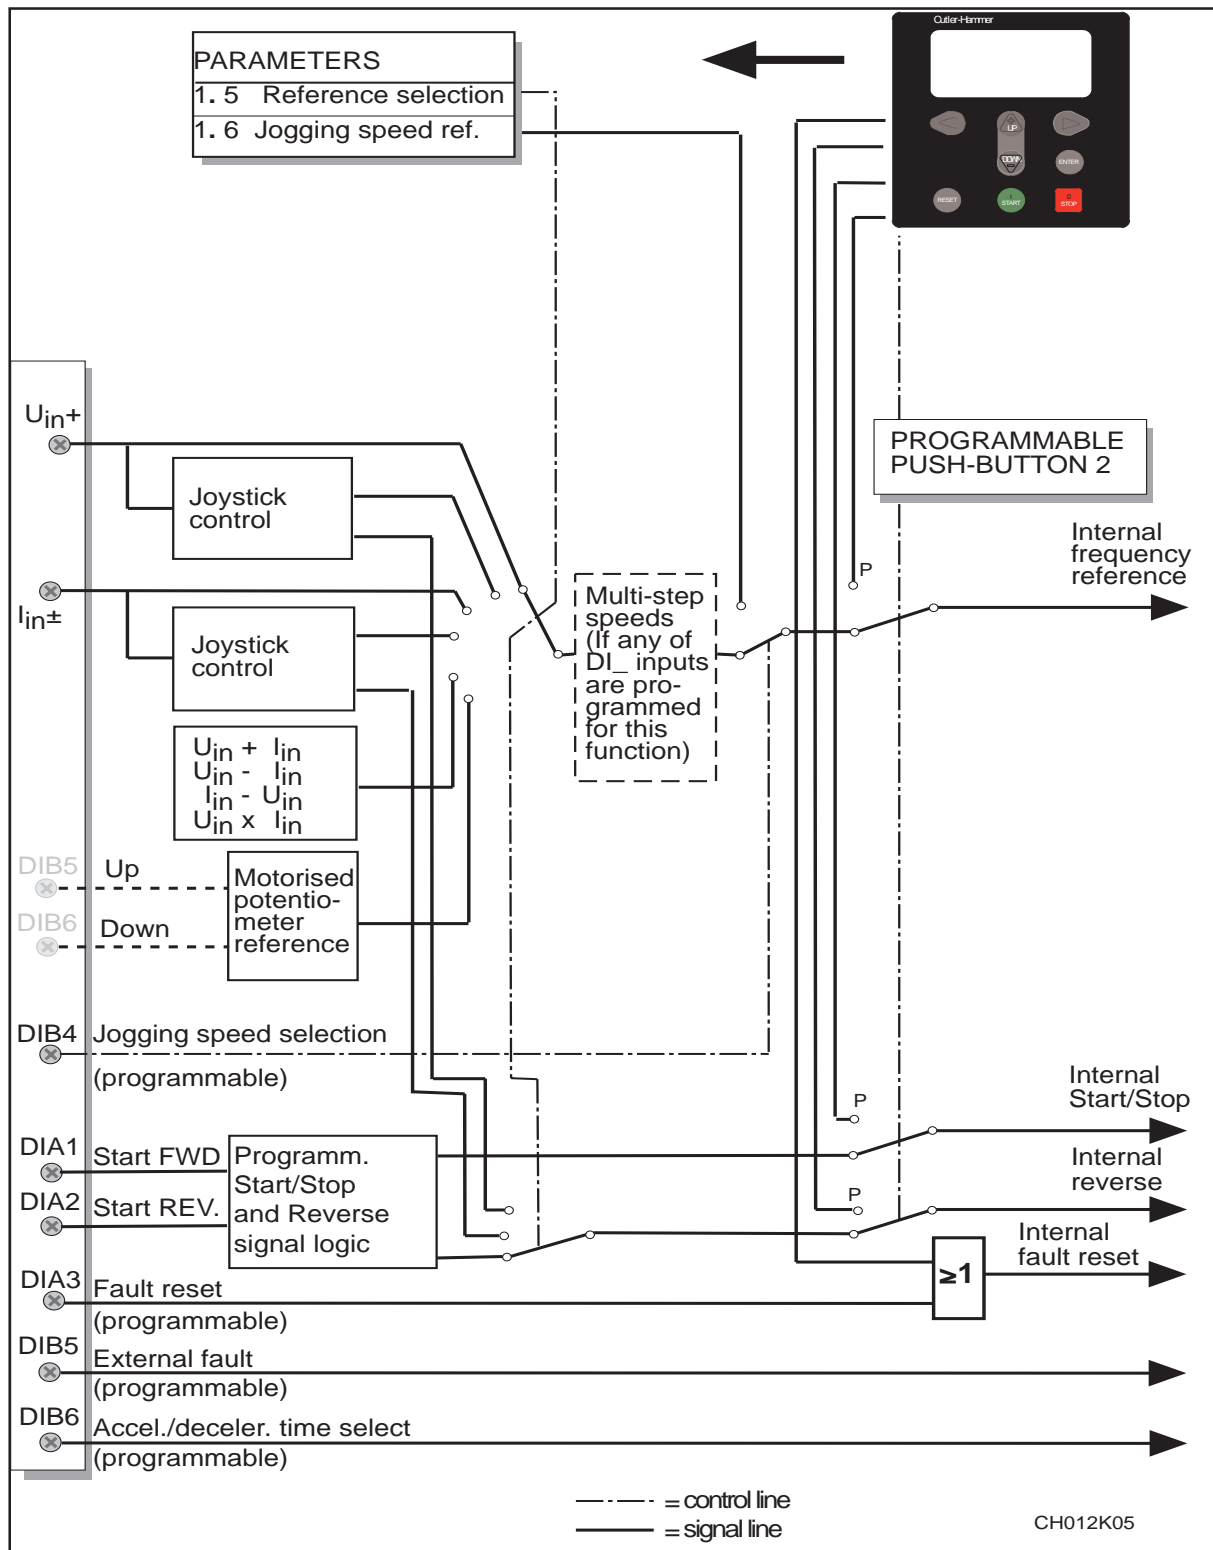 Cutler-Hammer
PARAMETERS
1. 5 Reference selection
1. 6 Jogging speed ref.
UP
DOWN
ENTER
RESET
I
START
O
STOP
Uin+
Joystick
control
Iin±
Joystick
control
Uin + Iin
Uin - Iin
Iin - Uin
Uin x Iin
PROGRAMMABLE
PUSH-BUTTON 2
Internal
frequency
reference
P
Multi-step
speeds
(If any of
DI_ inputs
are pro-
grammed
for this
function)
DIB5
Up
DIB6
Down
Motorised
potentio-
meter
reference
DIB4
Jogging speed selection
(programmable)
P
Internal
Start/Stop
DIA1
Start FWD
DIA2
Start REV.
Programm.
Start/Stop
and Reverse
signal logic
P
Internal
reverse
Internal
fault reset
≥1
DIA3
Fault reset
(programmable)
DIB5
External fault
(programmable)
DIB6
Accel./deceler. time select
(programmable)
= control line
= signal line
CH012K05